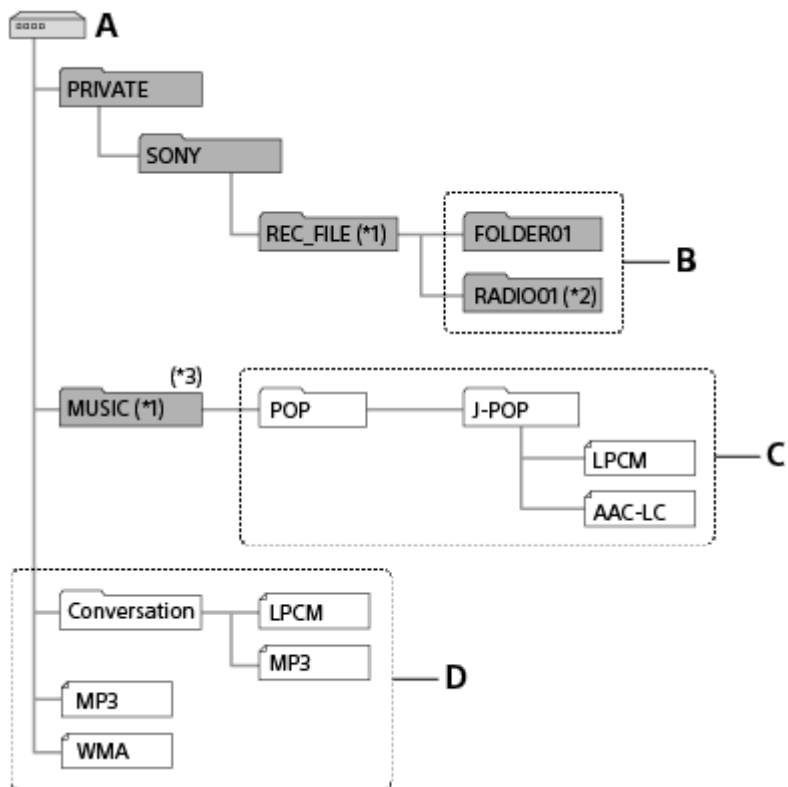 A
PRIVATE
SONY
REC_FILE (*1)
FOLDER01
RADIO01 (*2)
B
(*3)
MUSIC (*1)
POP
J-POP
LPCM
AAC-LC
C
Conversation
LPCM
MP3
D
MP3
WMA